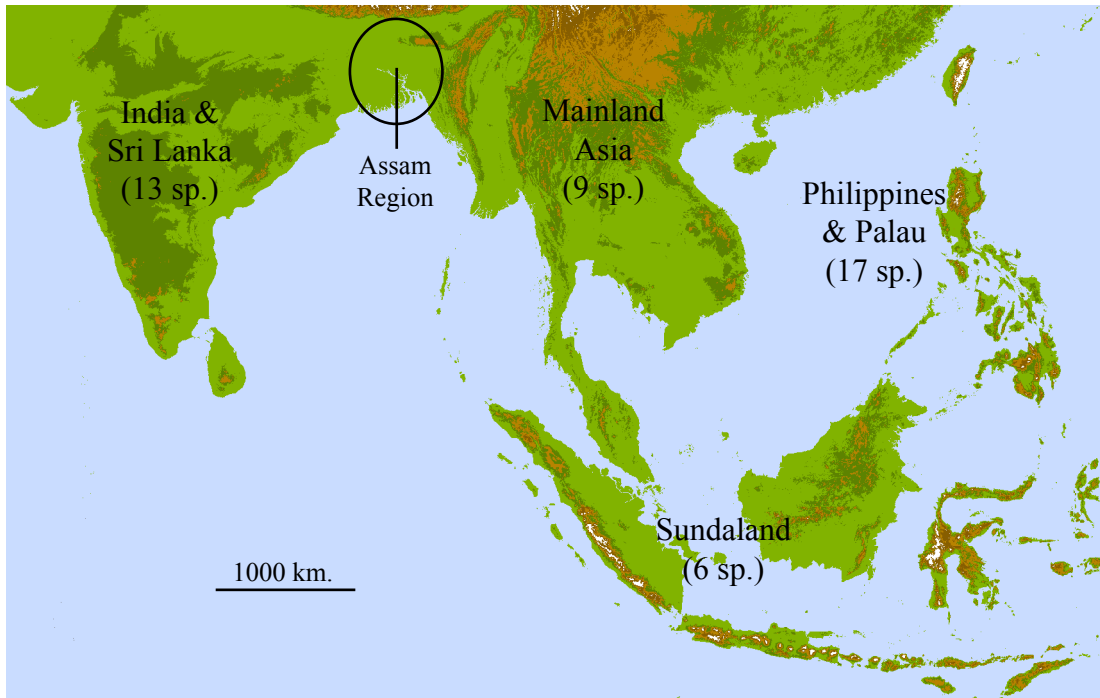 India &
Sri Lanka
(13 sp.)
Assam
Region
Mainland
Asia
(9 sp.)
Philippines
& Palau
(17 sp.)
Sundaland
(6 sp.)
1000 km.